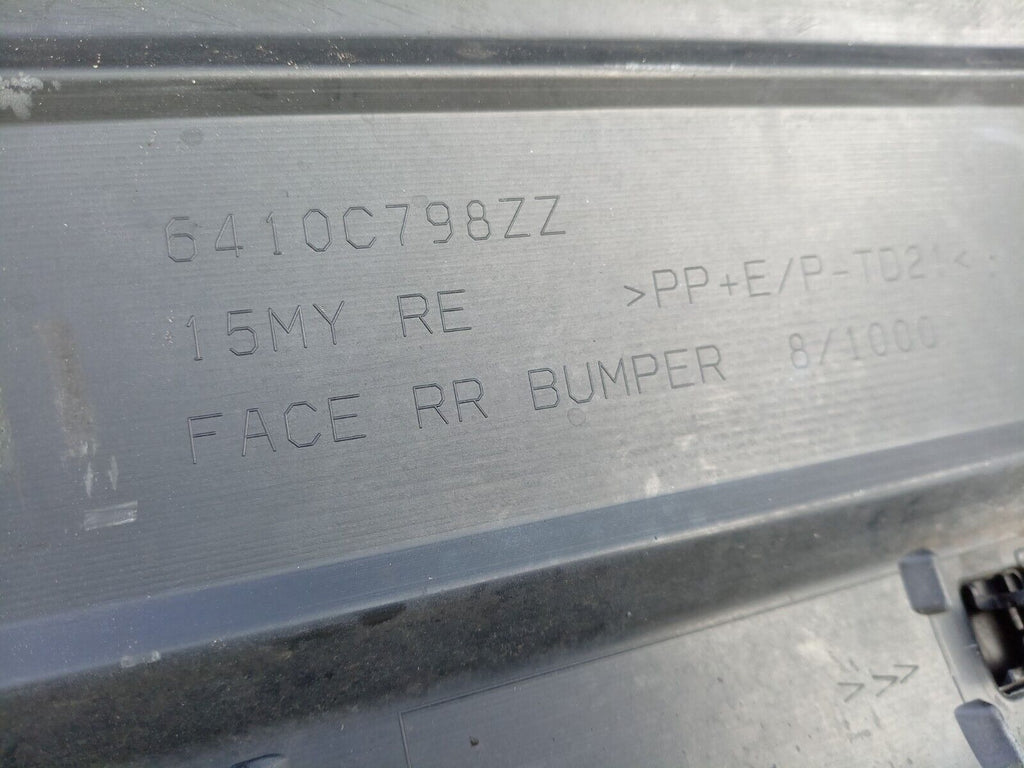 6410C798ZZ
15MY RE >PP+E/P-TD21<
FACE RR BUMPER 8/1000
>>>